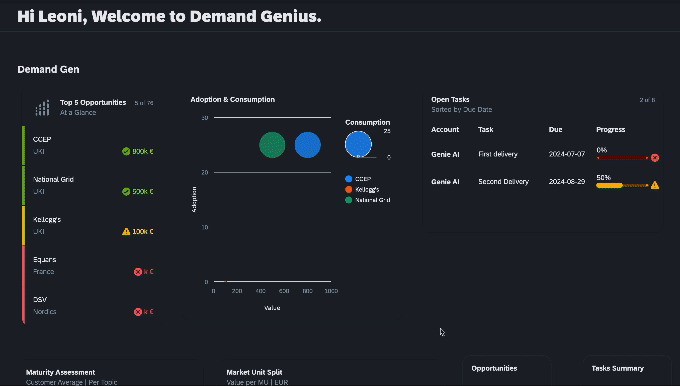 Hi Leoni, Welcome to Demand Genius.
Demand Gen
Top 5 Opportunities 5 of 76
At a Glance
CCEP
UKI 900k €
National Grid
UKI 500k €
Kellogg's
UKI 100k €
Equans
France k €
DSV
Nordics k €
Adoption & Consumption
30
20
10
0
Adoption
0 200 400 600 800 1000
Value
Consumption
25
0
CCEP
Kellogg's
National Grid
Open Tasks 2 of 8
Sorted by Due Date
Account Task Due Progress
0%
Genie AI First delivery 2024-07-07
50%
Genie AI Second Delivery 2024-08-29
Maturity Assessment
Customer Average | Per Topic
Market Unit Split
Value per MU | EUR
Opportunities
Tasks Summary